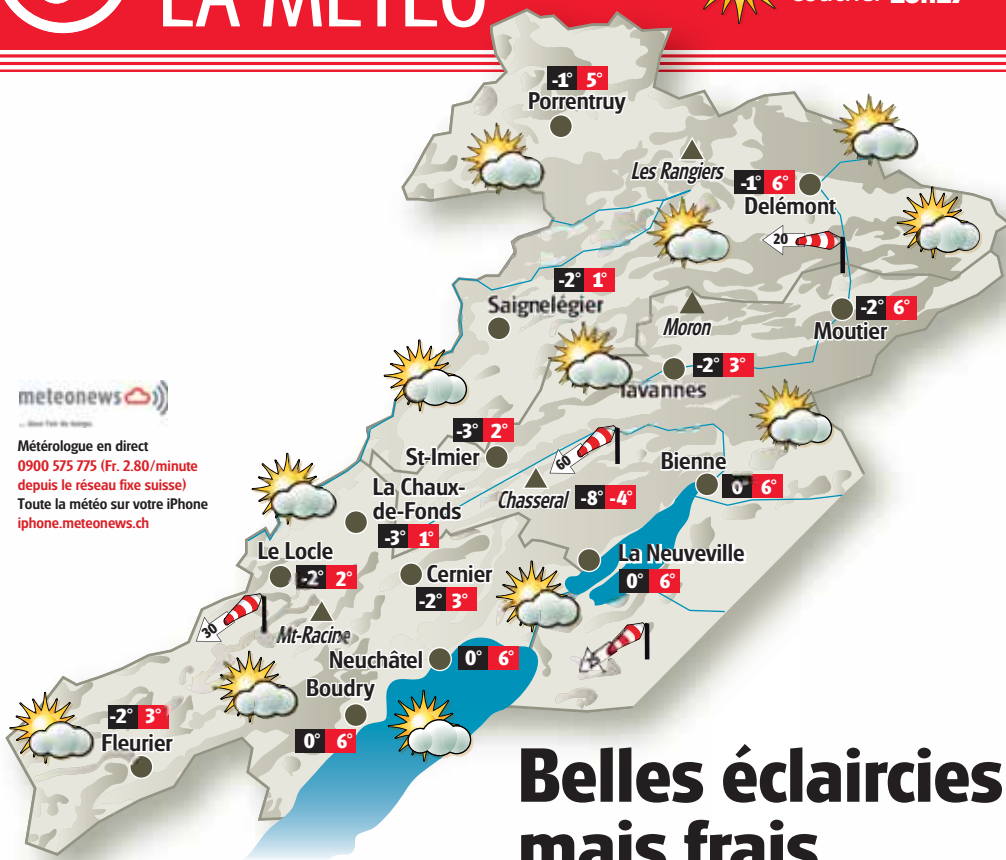 LA METEO
-1° 5°
Porrentruy
Les Rangiers
-1° 6°
Delémont
20
-2° 1°
Saignelégier
Moron
-2° 6°
Moutier
-2° 3°
Tavannes
meteonews
Métérologue en direct
0900 575 775 (Fr. 2.80/minute
depuis le réseau fixe suisse)
Toute la météo sur votre iPhone
iphone.meteonews.ch
-3° 2°
St-Imier
60
Chasseral -8° -4°
Bienne
0° 6°
La Chaux-
de-Fonds
-3° 1°
Le Locle
-2° 2°
Cernier
-2° 3°
La Neuveville
0° 6°
30
Mt-Racine
Neuchâtel 0° 6°
Boudry
0° 6°
-2° 3°
Fleurier
Belles éclaircies
mais frais